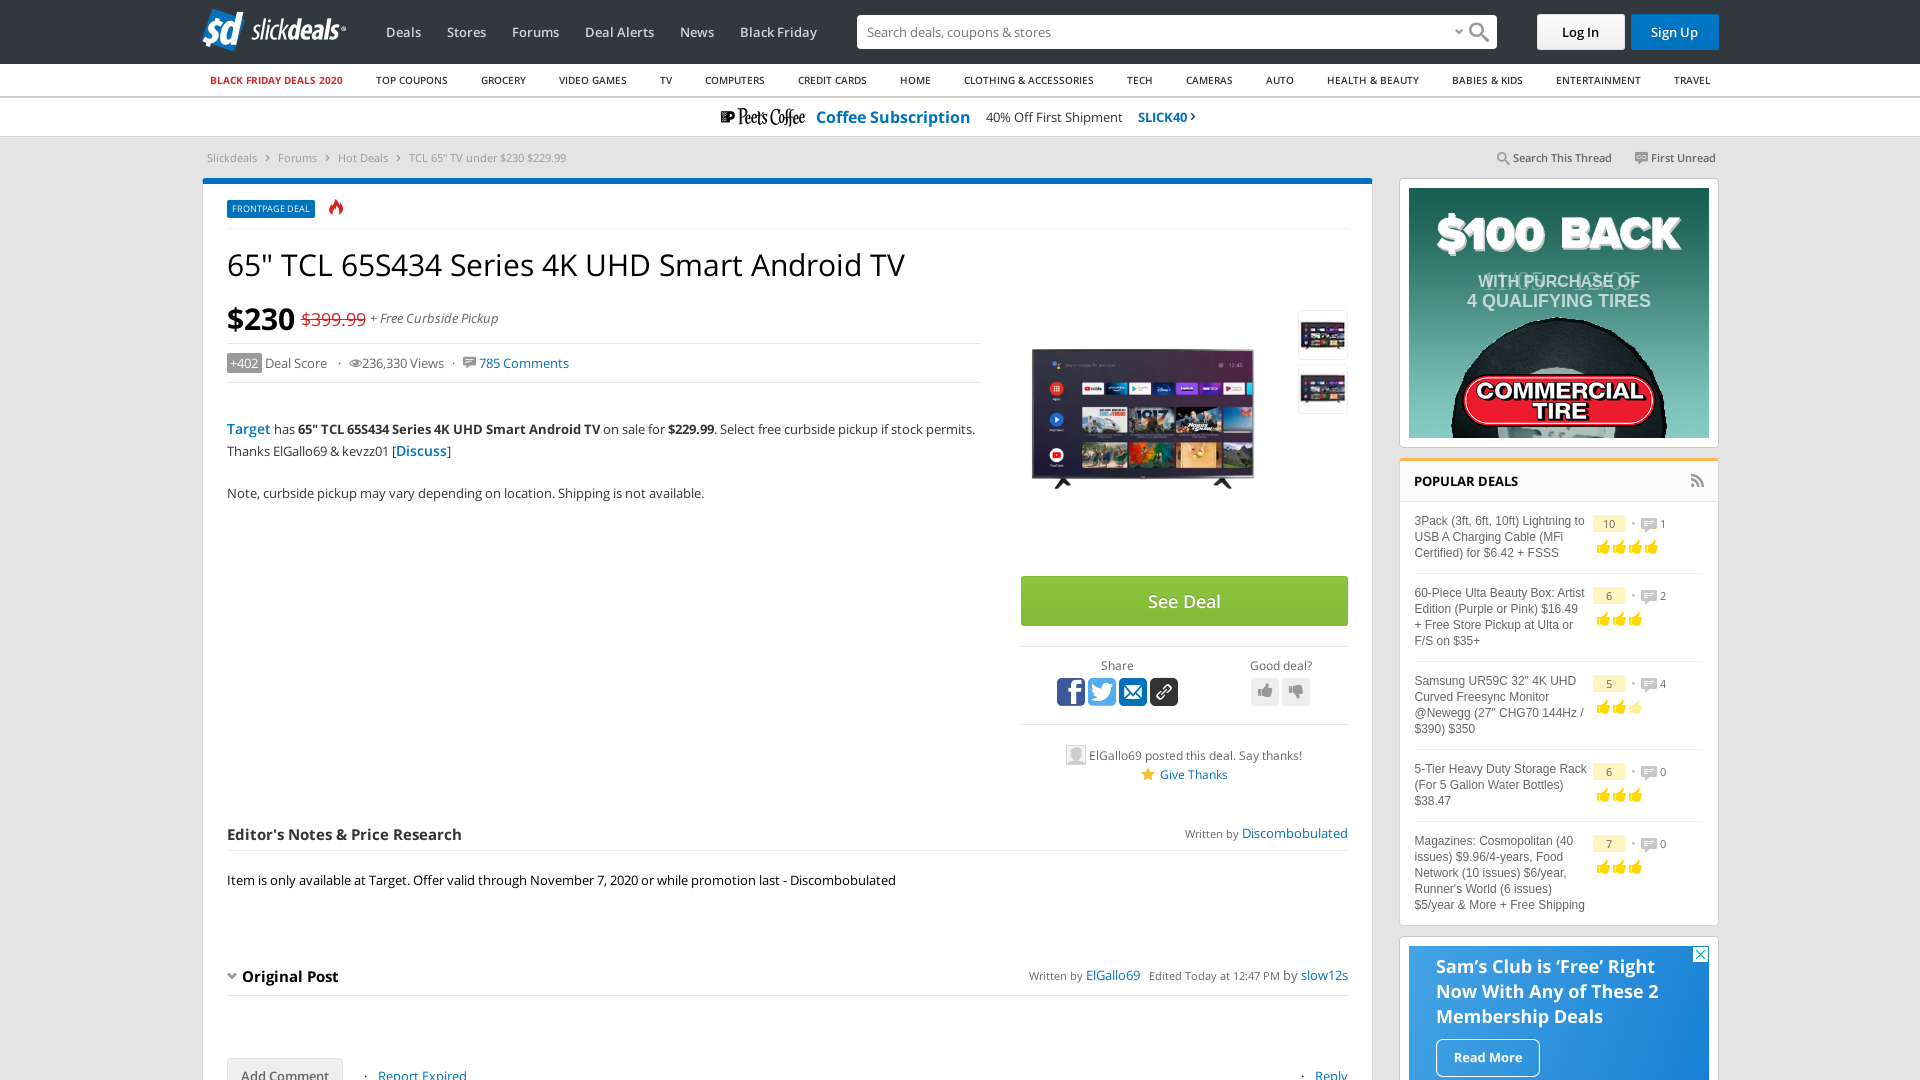 sd slickdeals
Deals Stores Forums Deal Alerts News Black Friday Search deals, coupons & stores Log In Sign Up
BLACK FRIDAY DEALS 2020 TOP COUPONS GROCERY VIDEO GAMES TV COMPUTERS CREDIT CARDS HOME CLOTHING & ACCESSORIES TECH CAMERAS AUTO HEALTH & BEAUTY BABIES & KIDS ENTERTAINMENT TRAVEL
Peet's Coffee Coffee Subscription 40% Off First Shipment SLICK40 ›
Slickdeals › Forums › Hot Deals › TCL 65" TV under $230 $229.99
Search This Thread First Unread
FRONTPAGE DEAL
65" TCL 65S434 Series 4K UHD Smart Android TV
$230 $399.99 + Free Curbside Pickup
+402 Deal Score · 236,330 Views · 785 Comments
Target has 65" TCL 65S434 Series 4K UHD Smart Android TV on sale for $229.99. Select free curbside pickup if stock permits.
Thanks ElGallo69 & kevzz01 [Discuss]
Note, curbside pickup may vary depending on location. Shipping is not available.
See Deal
Share Good deal?
ElGallo69 posted this deal. Say thanks!
Give Thanks
Editor's Notes & Price Research
Written by Discombobulated
Item is only available at Target. Offer valid through November 7, 2020 or while promotion last - Discombobulated
Original Post
Written by ElGallo69 Edited Today at 12:47 PM by slow12s
Add Comment · Report Expired
· Reply
$100 BACK
WITH PURCHASE OF
4 QUALIFYING TIRES
COMMERCIAL
TIRE
POPULAR DEALS
3Pack (3ft, 6ft, 10ft) Lightning to
USB A Charging Cable (MFi
Certified) for $6.42 + FSSS
10 • 1
60-Piece Ulta Beauty Box: Artist
Edition (Purple or Pink) $16.49
+ Free Store Pickup at Ulta or
F/S on $35+
6 • 2
Samsung UR59C 32" 4K UHD
Curved Freesync Monitor
@Newegg (27" CHG70 144Hz /
$390) $350
5 • 4
5-Tier Heavy Duty Storage Rack
(For 5 Gallon Water Bottles)
$38.47
6 • 0
Magazines: Cosmopolitan (40
issues) $9.96/4-years, Food
Network (10 issues) $6/year,
Runner's World (6 issues)
$5/year & More + Free Shipping
7 • 0
Sam's Club is ‘Free’ Right
Now With Any of These 2
Membership Deals
Read More